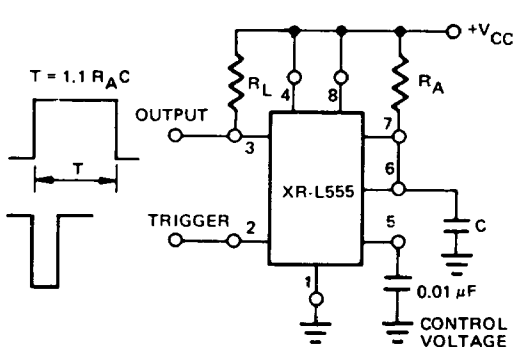 +VCC
T = 1.1 RAC
RL
4
8
RA
OUTPUT
7
3
6
T
XR-L555
TRIGGER
2
5
C
1
0.01 µF
CONTROL
VOLTAGE